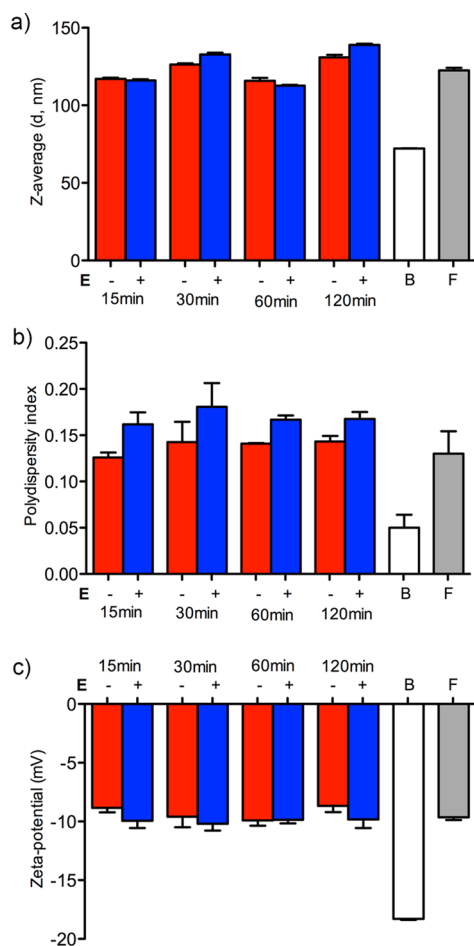 a)
Z-average (d, nm)
150
100
50
0
E - + - + - + - + B F
15min 30min 60min 120min
b)
Polydispersity index
0.25
0.20
0.15
0.10
0.05
0.00
E - + - + - + - + B F
15min 30min 60min 120min
c)
15min 30min 60min 120min
E - + - + - + - + B F
Zeta-potential (mV)
0
-5
-10
-15
-20